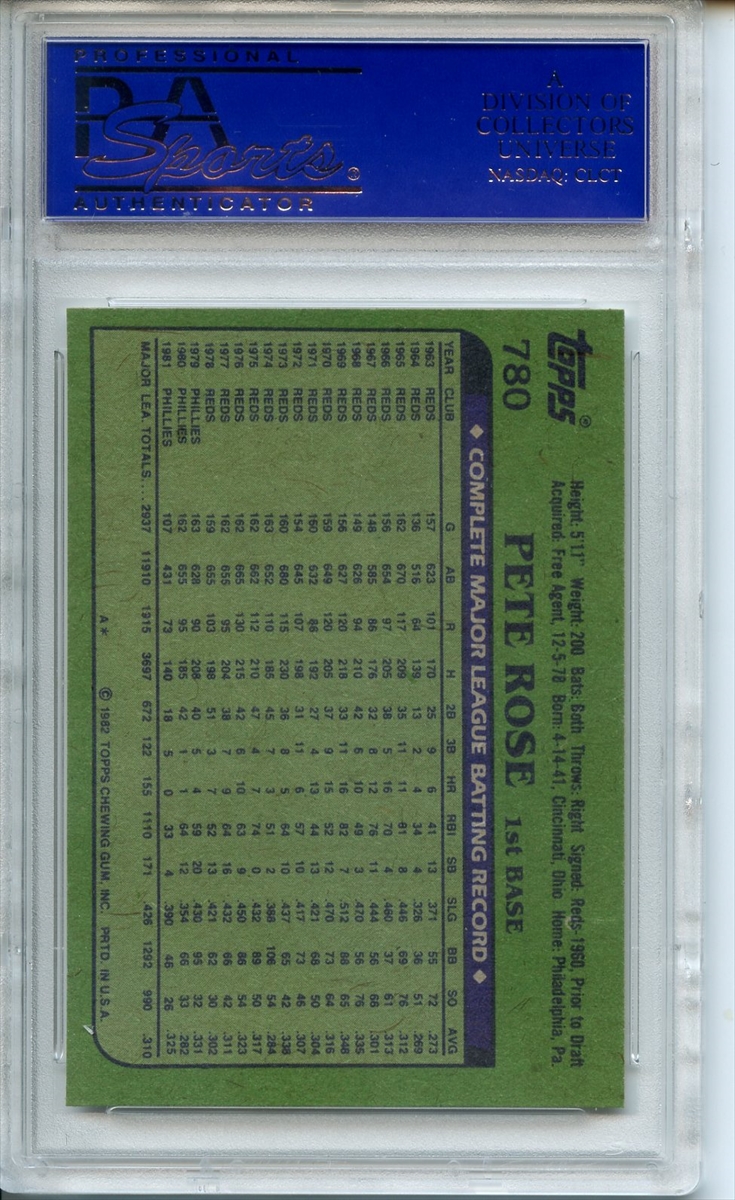 PROFESSIONAL
PSA
Sports®
AUTHENTICATOR
A
DIVISION OF
COLLECTORS
UNIVERSE
NASDAQ: CLCT
topps®
780
Height: 5'11" Weight: 200 Bats: Both Throws: Right Signed: Reds-1960, Prior to Draft
Acquired: Free Agent, 12-5-78 Born: 4-14-41, Cincinnati, Ohio Home: Philadelphia, Pa.
PETE ROSE 1st BASE
◆ COMPLETE MAJOR LEAGUE BATTING RECORD ◆
YEAR CLUB G AB R H 2B 3B HR RBI SB SLG BB SO AVG
1963 REDS 157 623 101 170 25 9 6 41 13 .371 55 72 .273
1964 REDS 136 516 64 139 13 2 4 34 4 .326 36 51 .269
1965 REDS 162 670 117 209 35 11 11 81 8 .446 69 76 .312
1966 REDS 156 654 97 205 38 5 16 70 4 .460 37 61 .313
1967 REDS 148 585 86 176 32 8 12 76 11 .444 56 66 .301
1968 REDS 149 626 94 210 42 6 10 49 3 .470 56 76 .335
1969 REDS 156 627 120 218 33 11 16 82 7 .512 88 65 .348
1970 REDS 159 649 120 205 37 9 15 52 12 .470 73 64 .316
1971 REDS 160 632 86 192 27 4 13 44 13 .421 68 50 .304
1972 REDS 154 645 107 198 31 11 6 57 10 .417 73 46 .307
1973 REDS 160 680 115 230 36 8 5 64 10 .437 65 42 .338
1974 REDS 163 652 110 185 45 7 3 51 2 .388 106 54 .284
1975 REDS 162 662 112 210 47 4 7 74 0 .432 89 50 .317
1976 REDS 162 665 130 215 42 6 10 63 9 .450 86 54 .323
1977 REDS 162 655 95 204 38 7 9 64 16 .432 66 42 .311
1978 REDS 159 655 103 198 51 3 7 52 13 .421 62 30 .302
1979 PHILLIES 163 628 90 208 40 5 4 59 20 .430 95 32 .331
1980 PHILLIES 162 655 95 185 42 1 1 64 12 .354 66 33 .282
1981 PHILLIES 107 431 73 140 18 5 0 33 4 .390 46 26 .325
MAJOR LEA. TOTALS.... 2937 11910 1915 3697 672 122 155 1110 171 .426 1292 990 .310
A* © 1982 TOPPS CHEWING GUM, INC. PRTD. IN U.S.A.